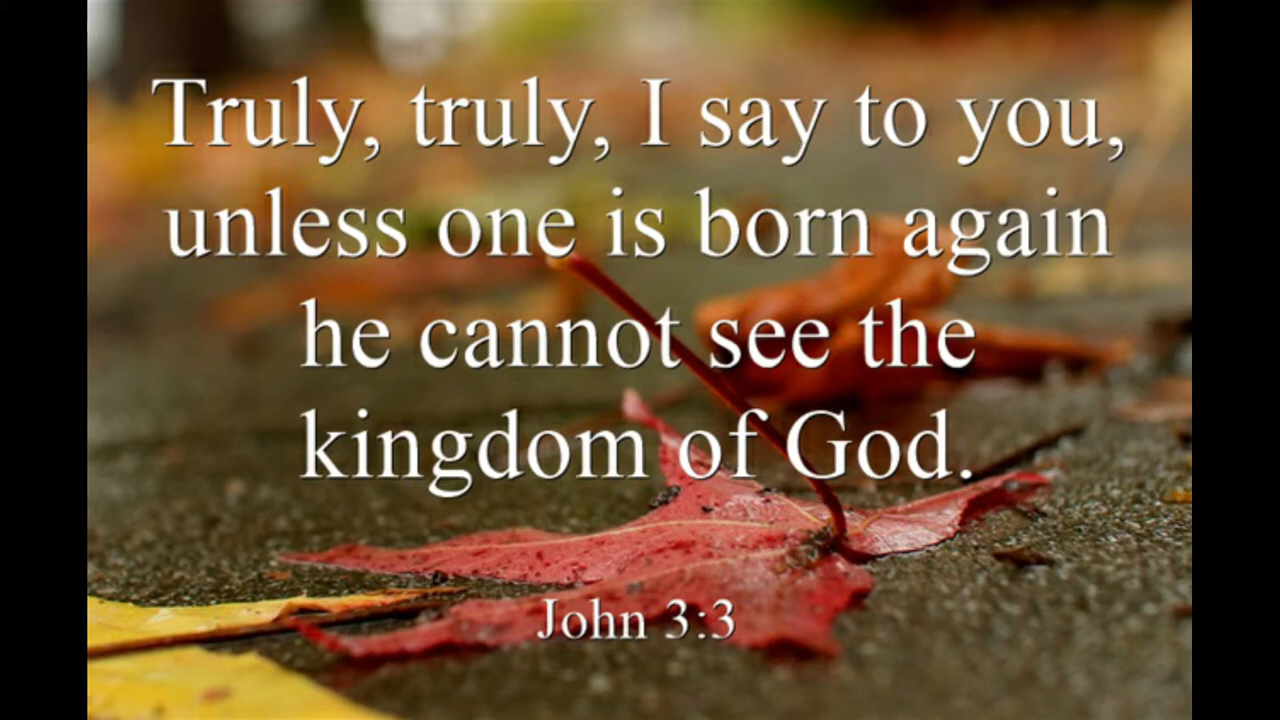 Truly, truly, I say to you,
unless one is born again
he cannot see the
kingdom of God.
John 3:3